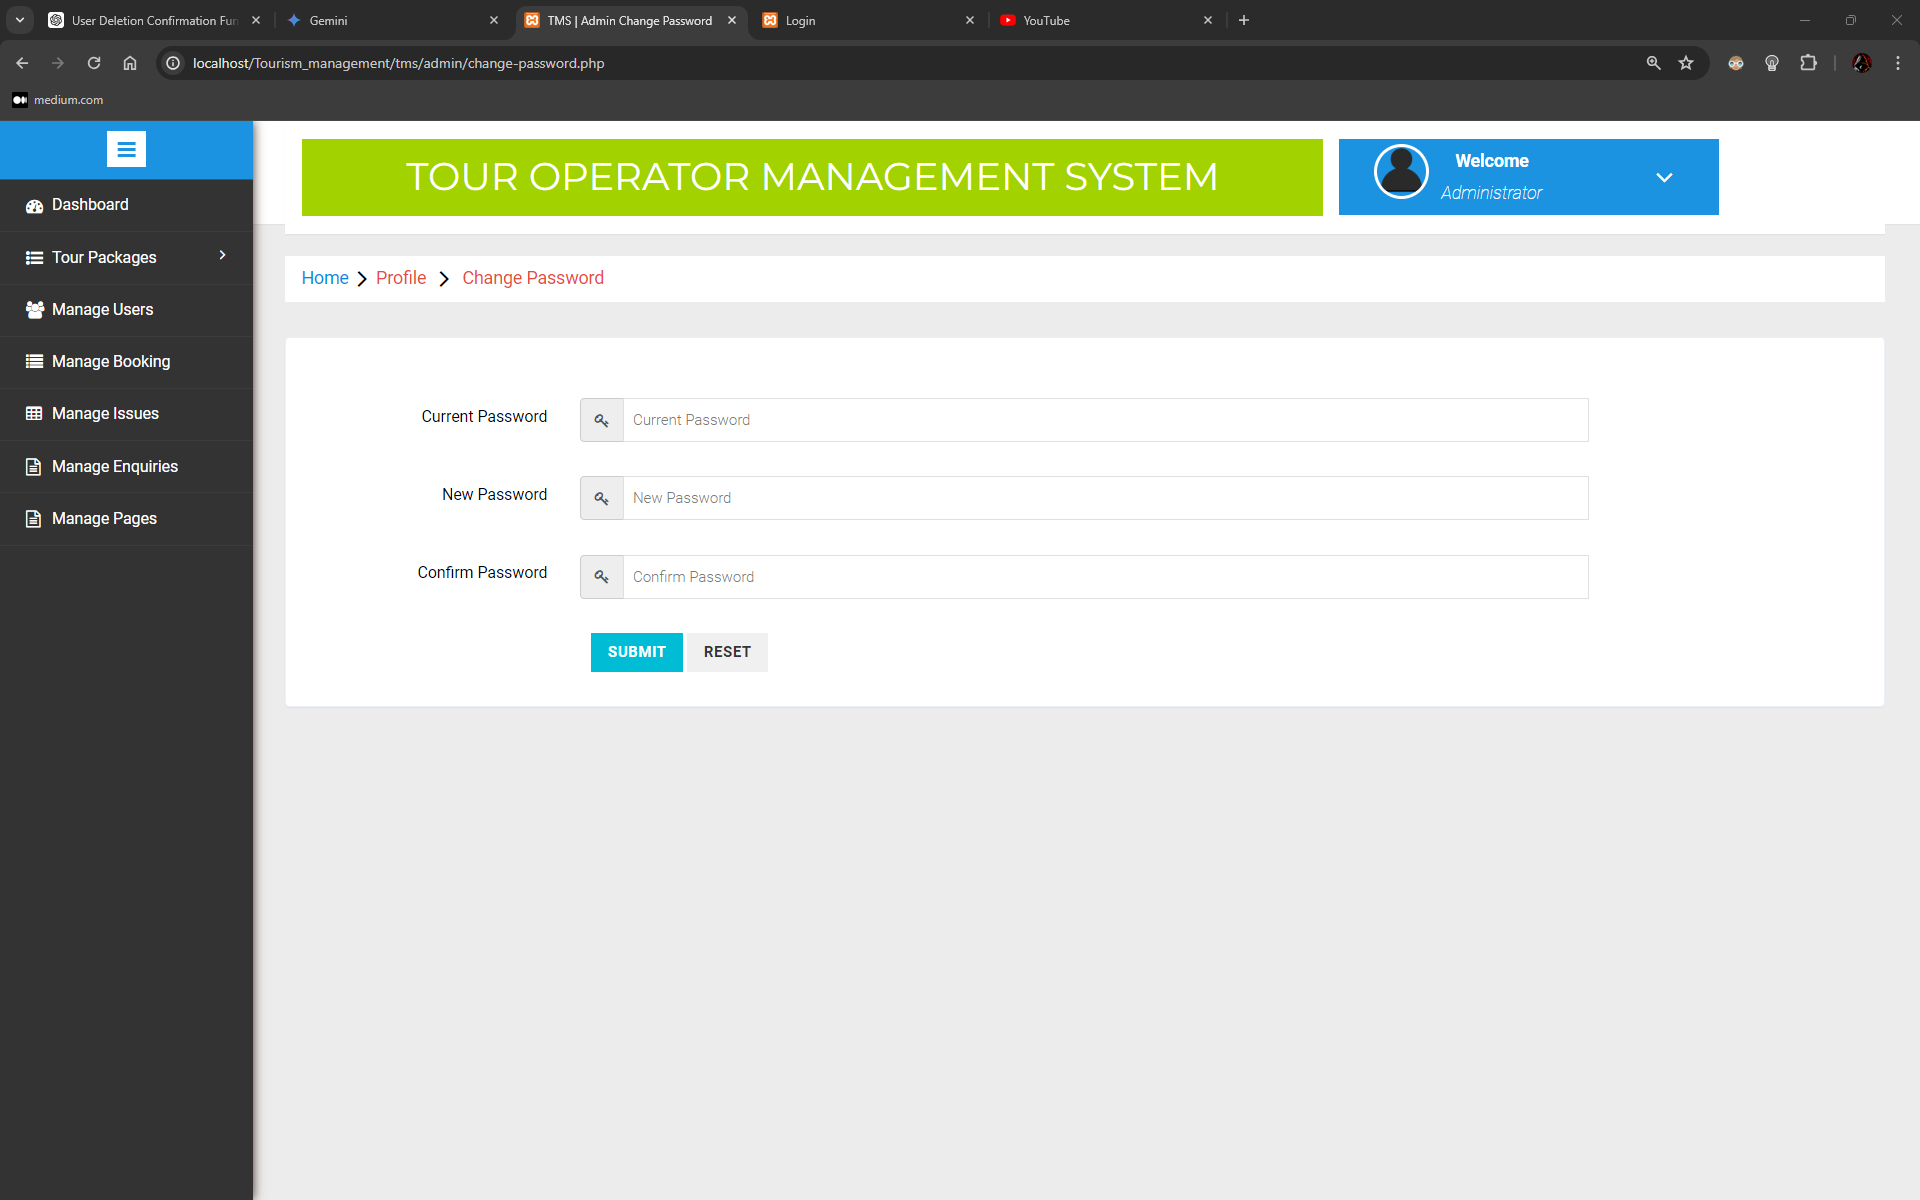 User Deletion Confirmation Fun
Gemini
TMS | Admin Change Password
Login
YouTube
localhost/Tourism_management/tms/admin/change-password.php
medium.com
TOUR OPERATOR MANAGEMENT SYSTEM
Welcome
Administrator
Dashboard
Tour Packages
Manage Users
Manage Booking
Manage Issues
Manage Enquiries
Manage Pages
Home > Profile > Change Password
Current Password
Current Password
New Password
New Password
Confirm Password
Confirm Password
SUBMIT
RESET